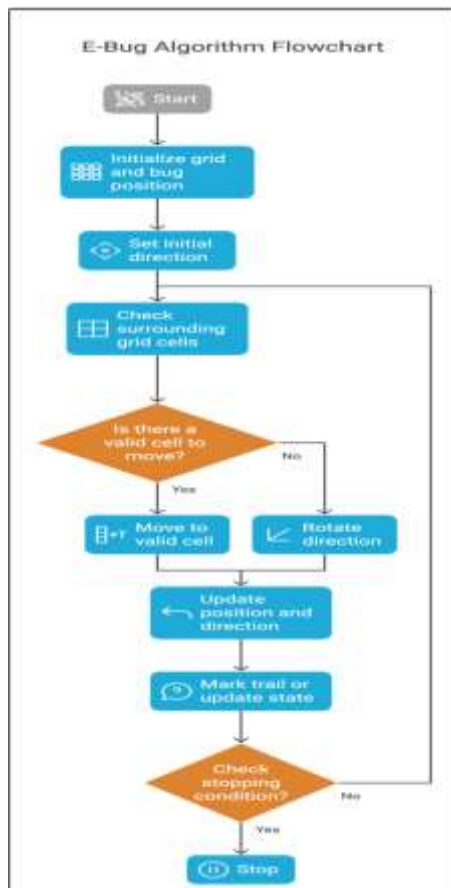 E-Bug Algorithm Flowchart
Start
Initialize grid
and bug
position
Set initial
direction
Check
surrounding
grid cells
Is there a
valid cell to
move?
No
Yes
Move to
valid cell
Rotate
direction
Update
position and
direction
Mark trail or
update state
Check
stopping
condition?
No
Yes
Stop